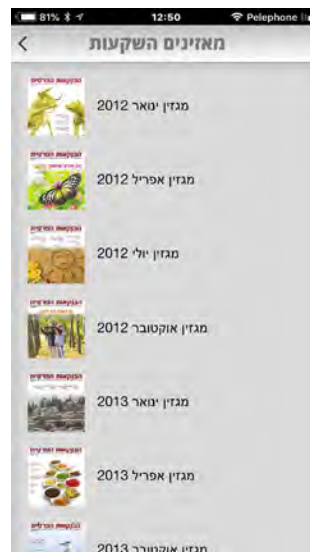 81%
12:50
Pelephone
מאזינים השקעות
מגזין ינואר 2012
מגזין אפריל 2012
מגזין יולי 2012
מגזין אוקטובר 2012
מגזין ינואר 2013
מגזין אפריל 2013
מגזין אוקטובר 2013